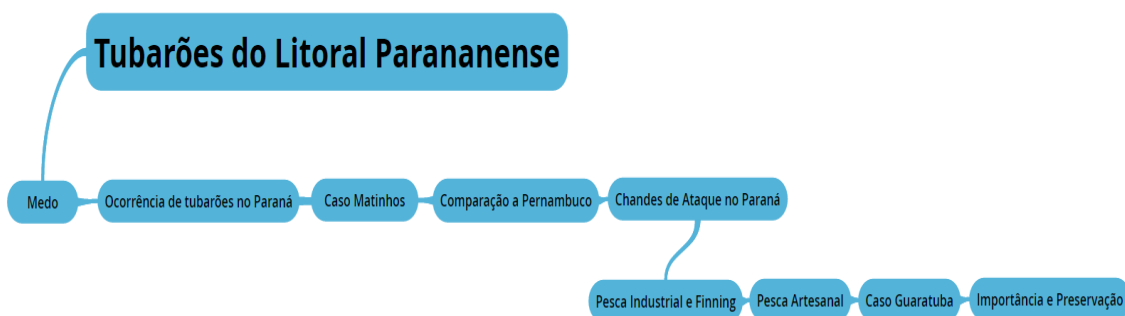 Tubarões do Litoral Parananense
Medo
Ocorrência de tubarões no Paraná
Caso Matinhos
Comparação a Pernambuco
Chandes de Ataque no Paraná
Pesca Industrial e Finning
Pesca Artesanal
Caso Guaratuba
Importância e Preservação